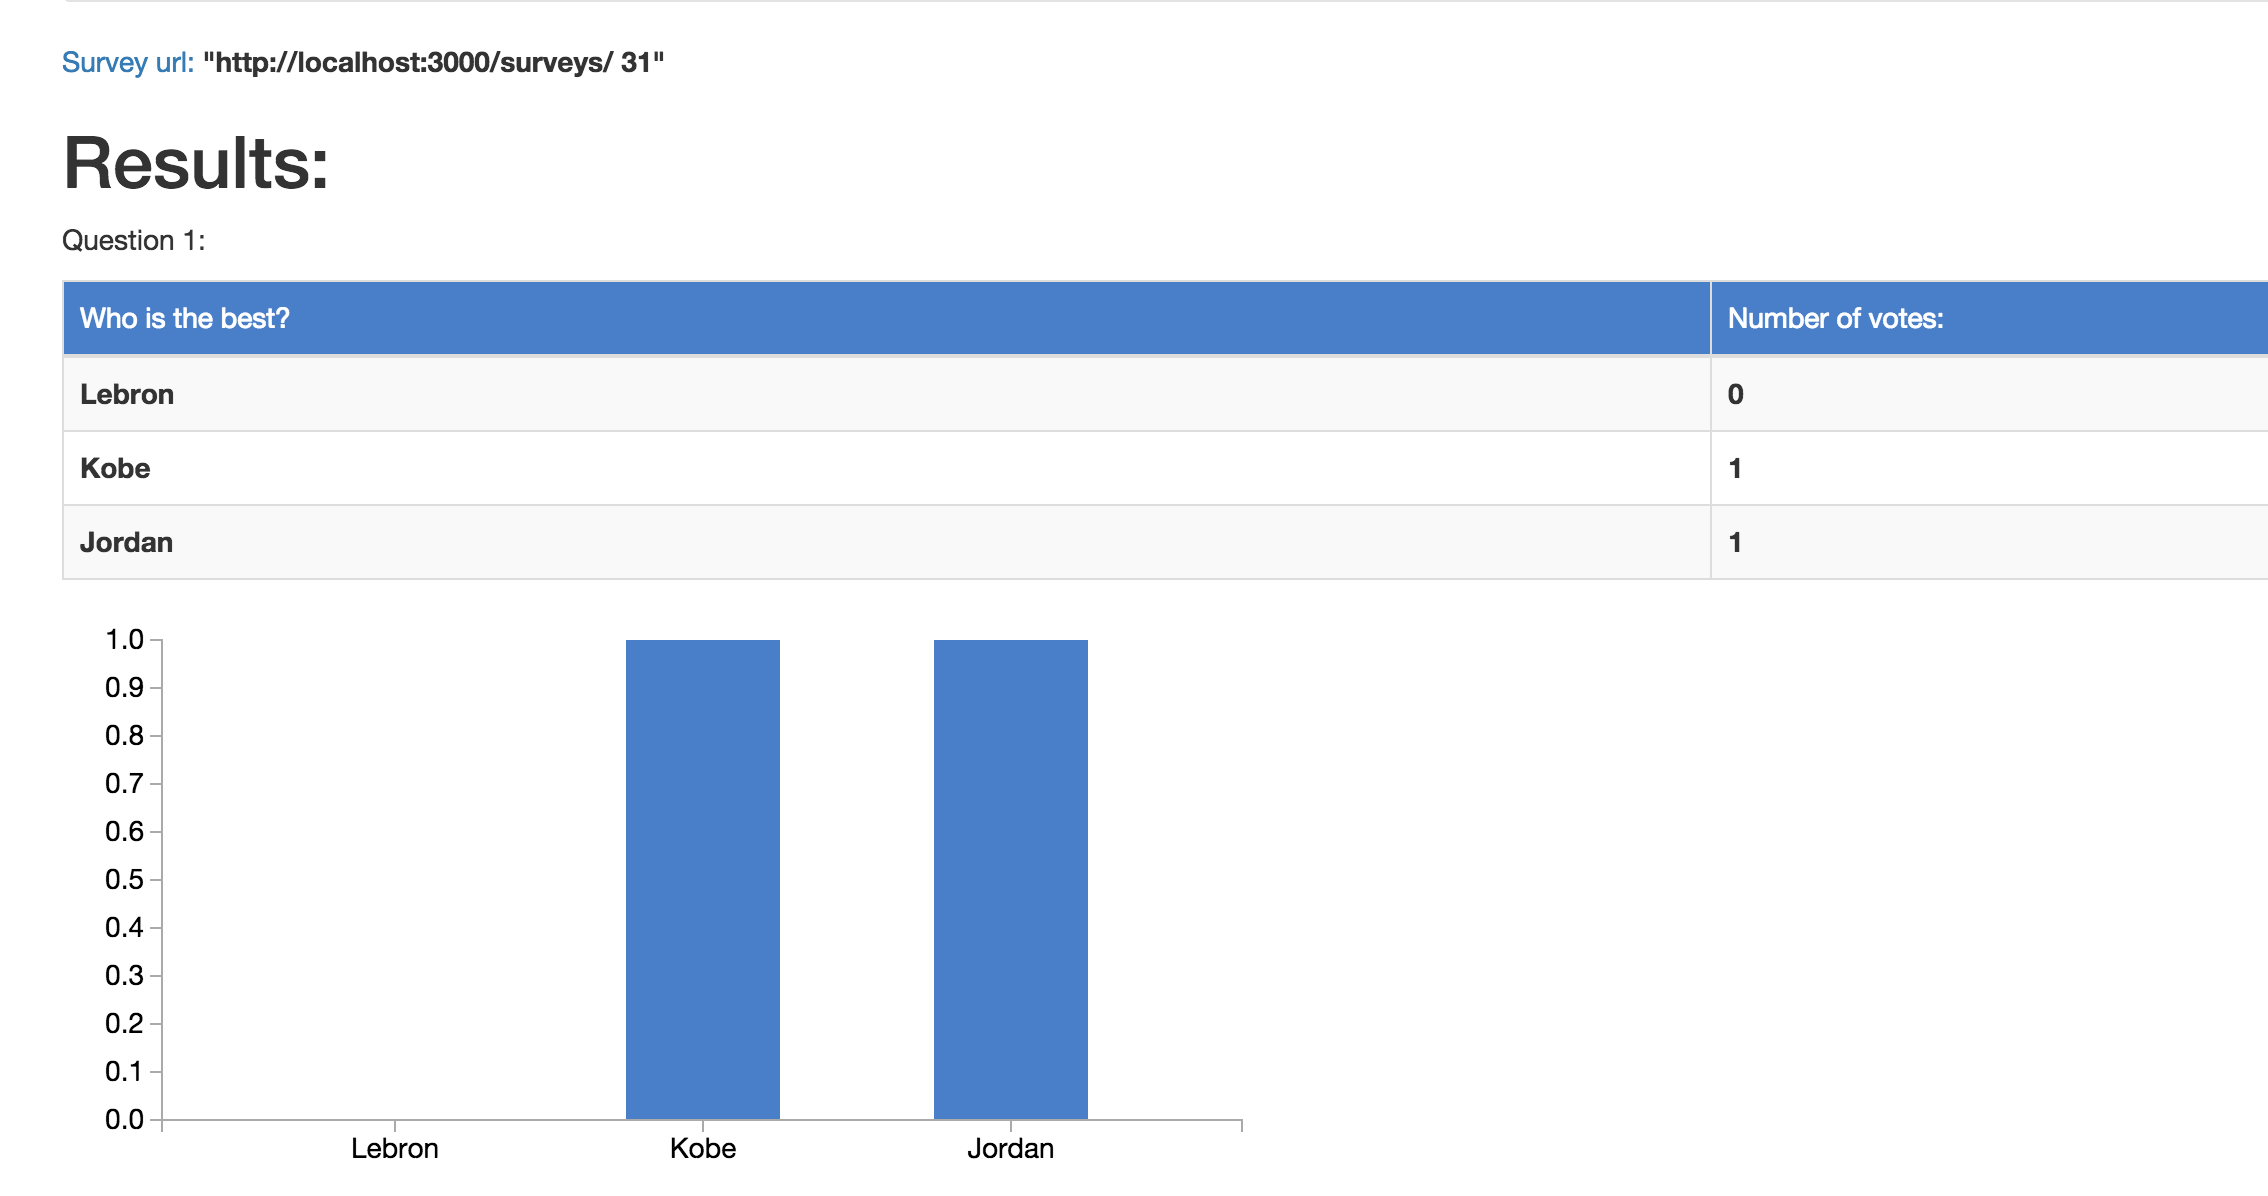 Survey url: "http://localhost:3000/surveys/ 31"
Results:
Question 1:
Who is the best? Number of votes:
Lebron 0
Kobe 1
Jordan 1
1.0
0.9
0.8
0.7
0.6
0.5
0.4
0.3
0.2
0.1
0.0
Lebron Kobe Jordan